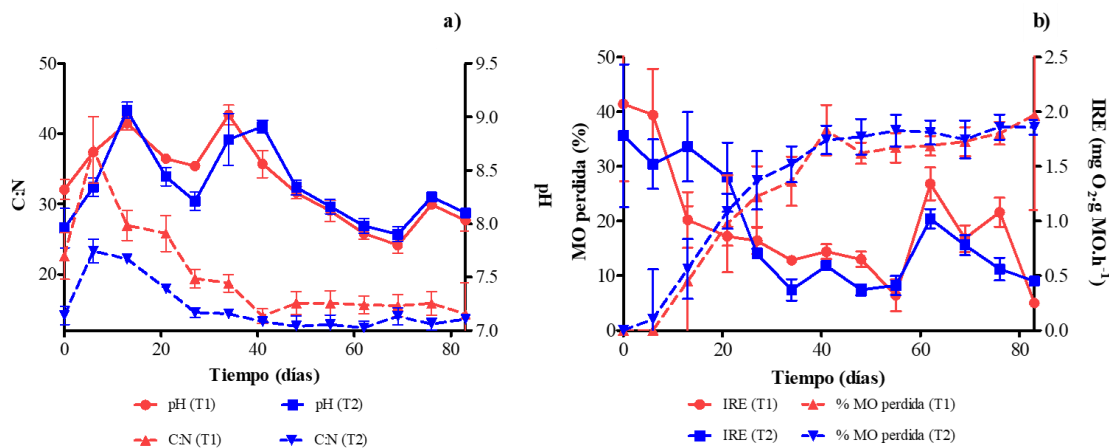 a)
50
40
30
20
C:N
9.5
9.0
8.5
8.0
7.5
7.0
pH
0 20 40 60 80
Tiempo (días)
pH (T1) pH (T2)
C:N (T1) C:N (T2)
b)
50
40
30
20
10
0
MO perdida (%)
2.5
2.0
1.5
1.0
0.5
0.0
IRE (mg O2.g MO.h-1)
0 20 40 60 80
Tiempo (días)
IRE (T1) % MO perdida (T1)
IRE (T2) % MO perdida (T2)